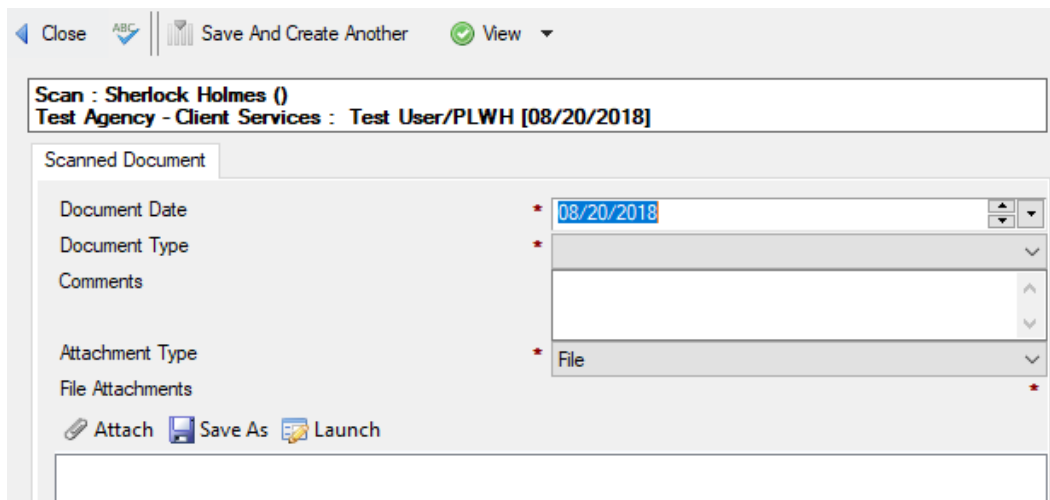 Close ABC Save And Create Another View
Scan : Sherlock Holmes ()
Test Agency - Client Services : Test User/PLWH [08/20/2018]
Scanned Document
Document Date * 08/20/2018
Document Type *
Comments
Attachment Type * File
File Attachments *
Attach Save As Launch